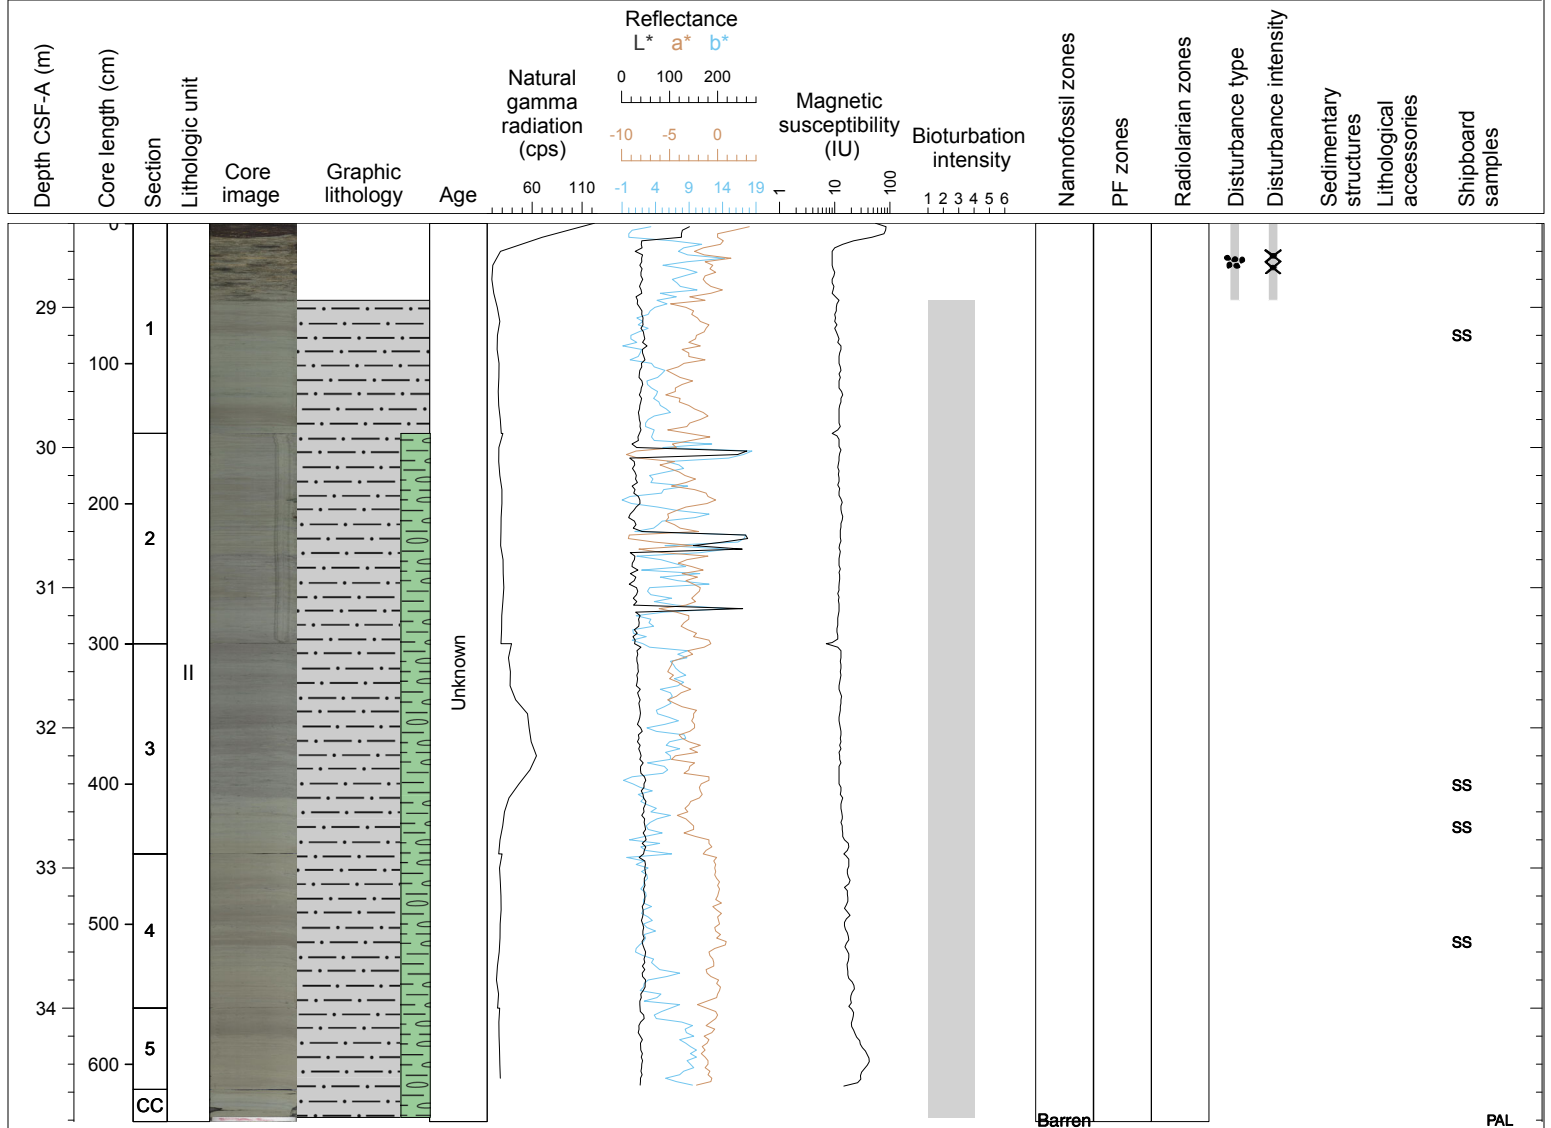 Depth CSF-A (m)
Core length (cm)
Section
Lithologic unit
Core
image
Graphic
lithology
Age
Natural
gamma
radiation
(cps)
60 110
Reflectance
L* a* b*
0 100 200
-10 -5 0
-1 4 9 14 19
Magnetic
susceptibility
(IU)
1 10 100
Bioturbation
intensity
1 2 3 4 5 6
Nannofossil zones
PF zones
Radiolarian zones
Disturbance type
Disturbance intensity
Sedimentary
structures
Lithological
accessories
Shipboard
samples
0
29
1
SS
100
30
200
2
31
300
II
Unknown
32
3
400
SS
SS
33
500
4
SS
34
5
600
CC
Barren
PAL